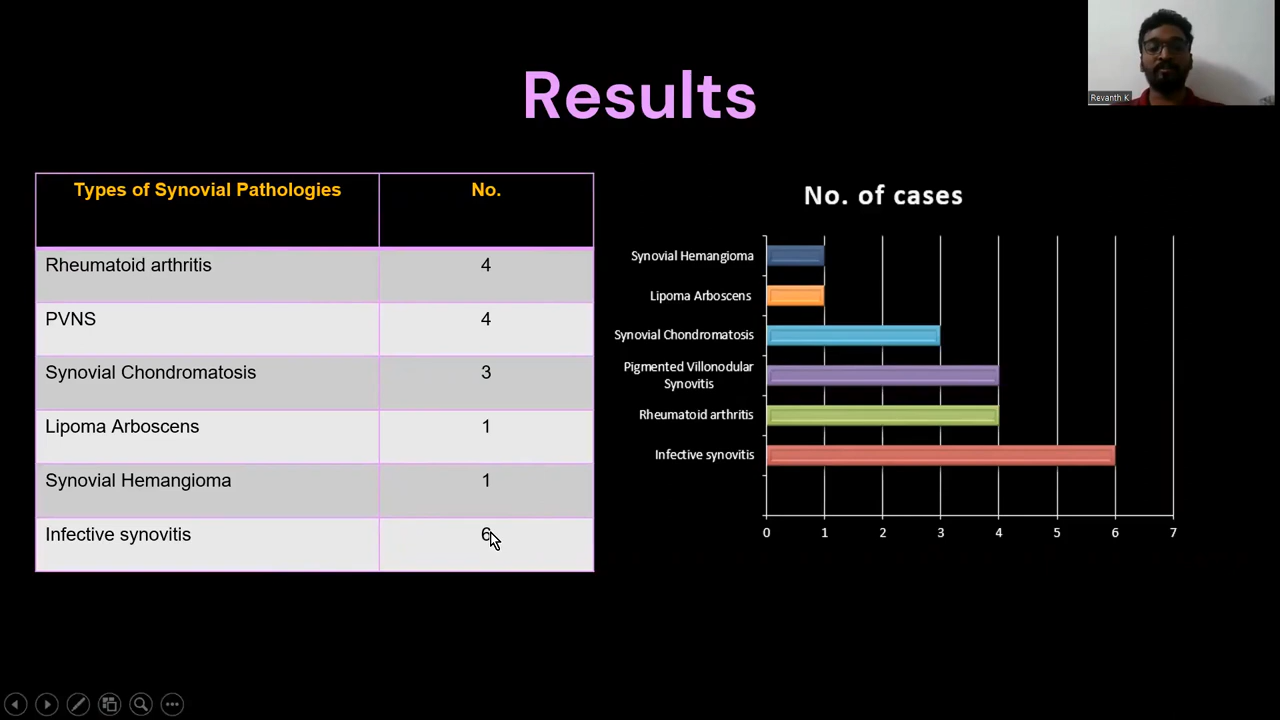 Revanth K
Results
Types of Synovial Pathologies No.
Rheumatoid arthritis 4
PVNS 4
Synovial Chondromatosis 3
Lipoma Arboscens 1
Synovial Hemangioma 1
Infective synovitis 6
No. of cases
Synovial Hemangioma
Lipoma Arboscens
Synovial Chondromatosis
Pigmented Villonodular
Synovitis
Rheumatoid arthritis
Infective synovitis
0 1 2 3 4 5 6 7